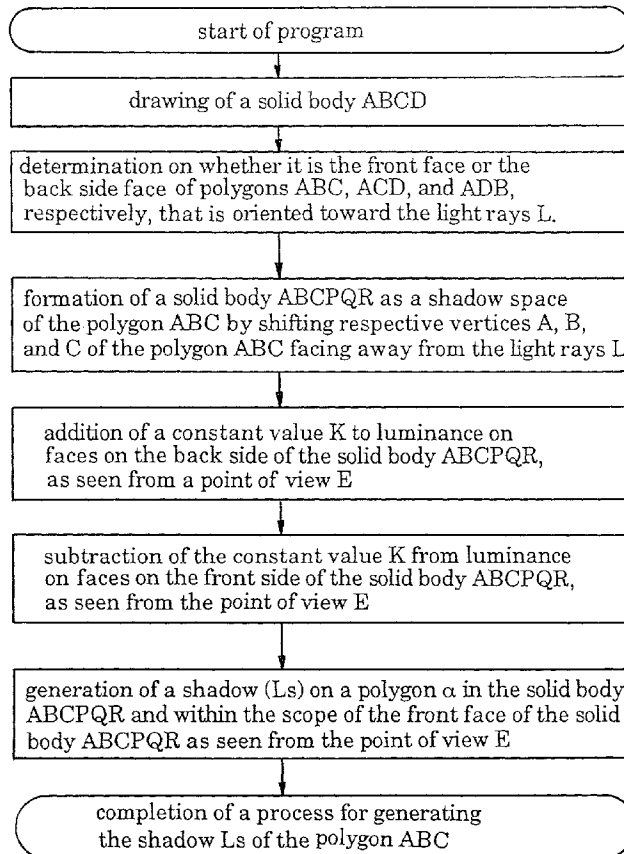 start of program
drawing of a solid body ABCD
determination on whether it is the front face or the
back side face of polygons ABC, ACD, and ADB,
respectively, that is oriented toward the light rays L.
formation of a solid body ABCPQR as a shadow space
of the polygon ABC by shifting respective vertices A, B,
and C of the polygon ABC facing away from the light rays L
addition of a constant value K to luminance on
faces on the back side of the solid body ABCPQR,
as seen from a point of view E
subtraction of the constant value K from luminance
on faces on the front side of the solid body ABCPQR,
as seen from the point of view E
generation of a shadow (Ls) on a polygon α in the solid body
ABCPQR and within the scope of the front face of the solid
body ABCPQR as seen from the point of view E
completion of a process for generating
the shadow Ls of the polygon ABC